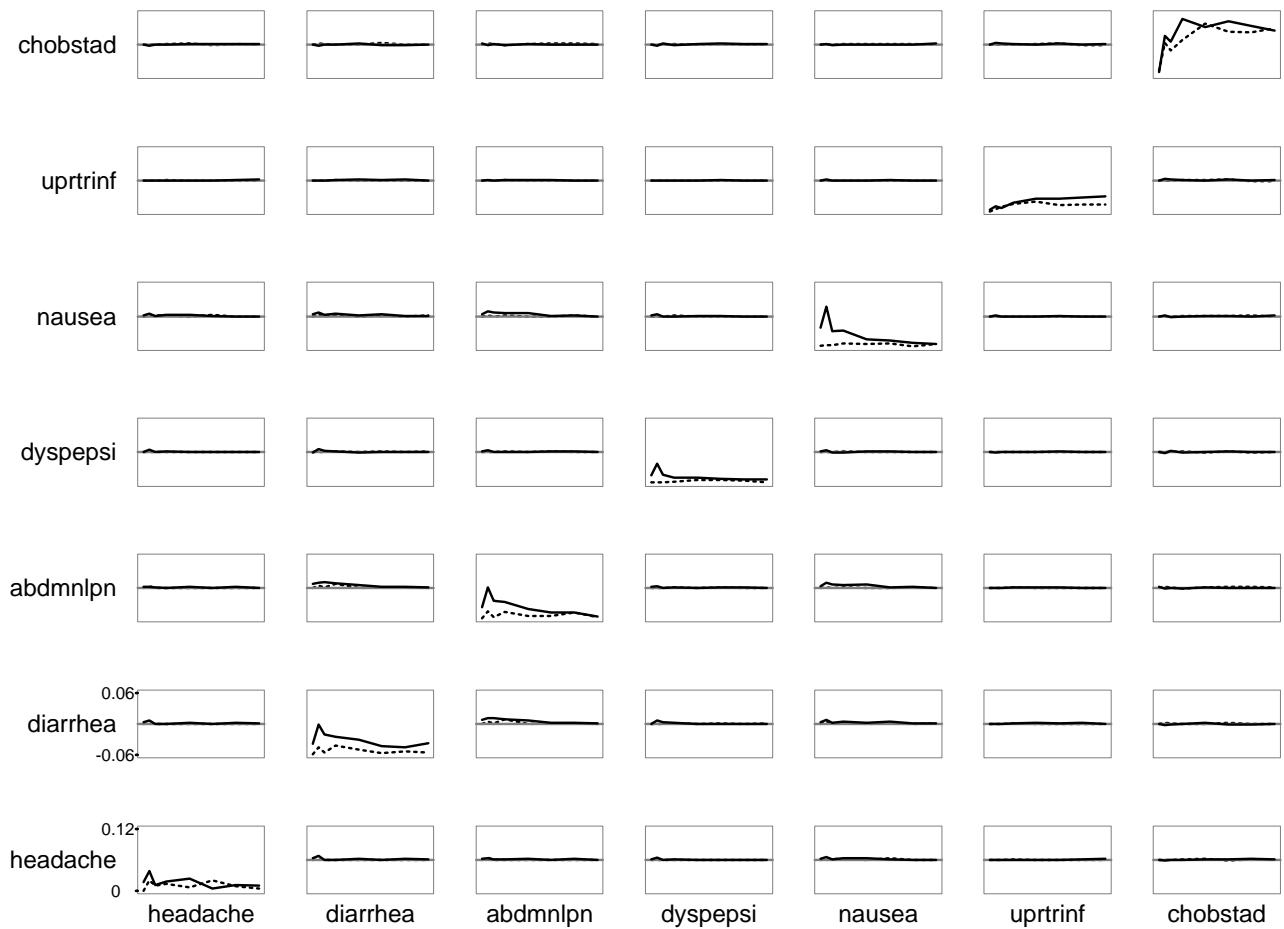 chobstad
uprtrinf
nausea
dyspepsi
abdmnlpn
0.06
diarrhea
-0.06
0.12
headache
0
headache diarrhea abdmnlpn dyspepsi nausea uprtrinf chobstad